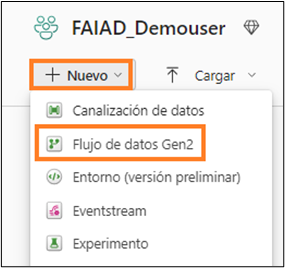 FAIAD_Demouser
+ Nuevo
Cargar
Canalización de datos
Flujo de datos Gen2
Entorno (versión preliminar)
Eventstream
Experimento